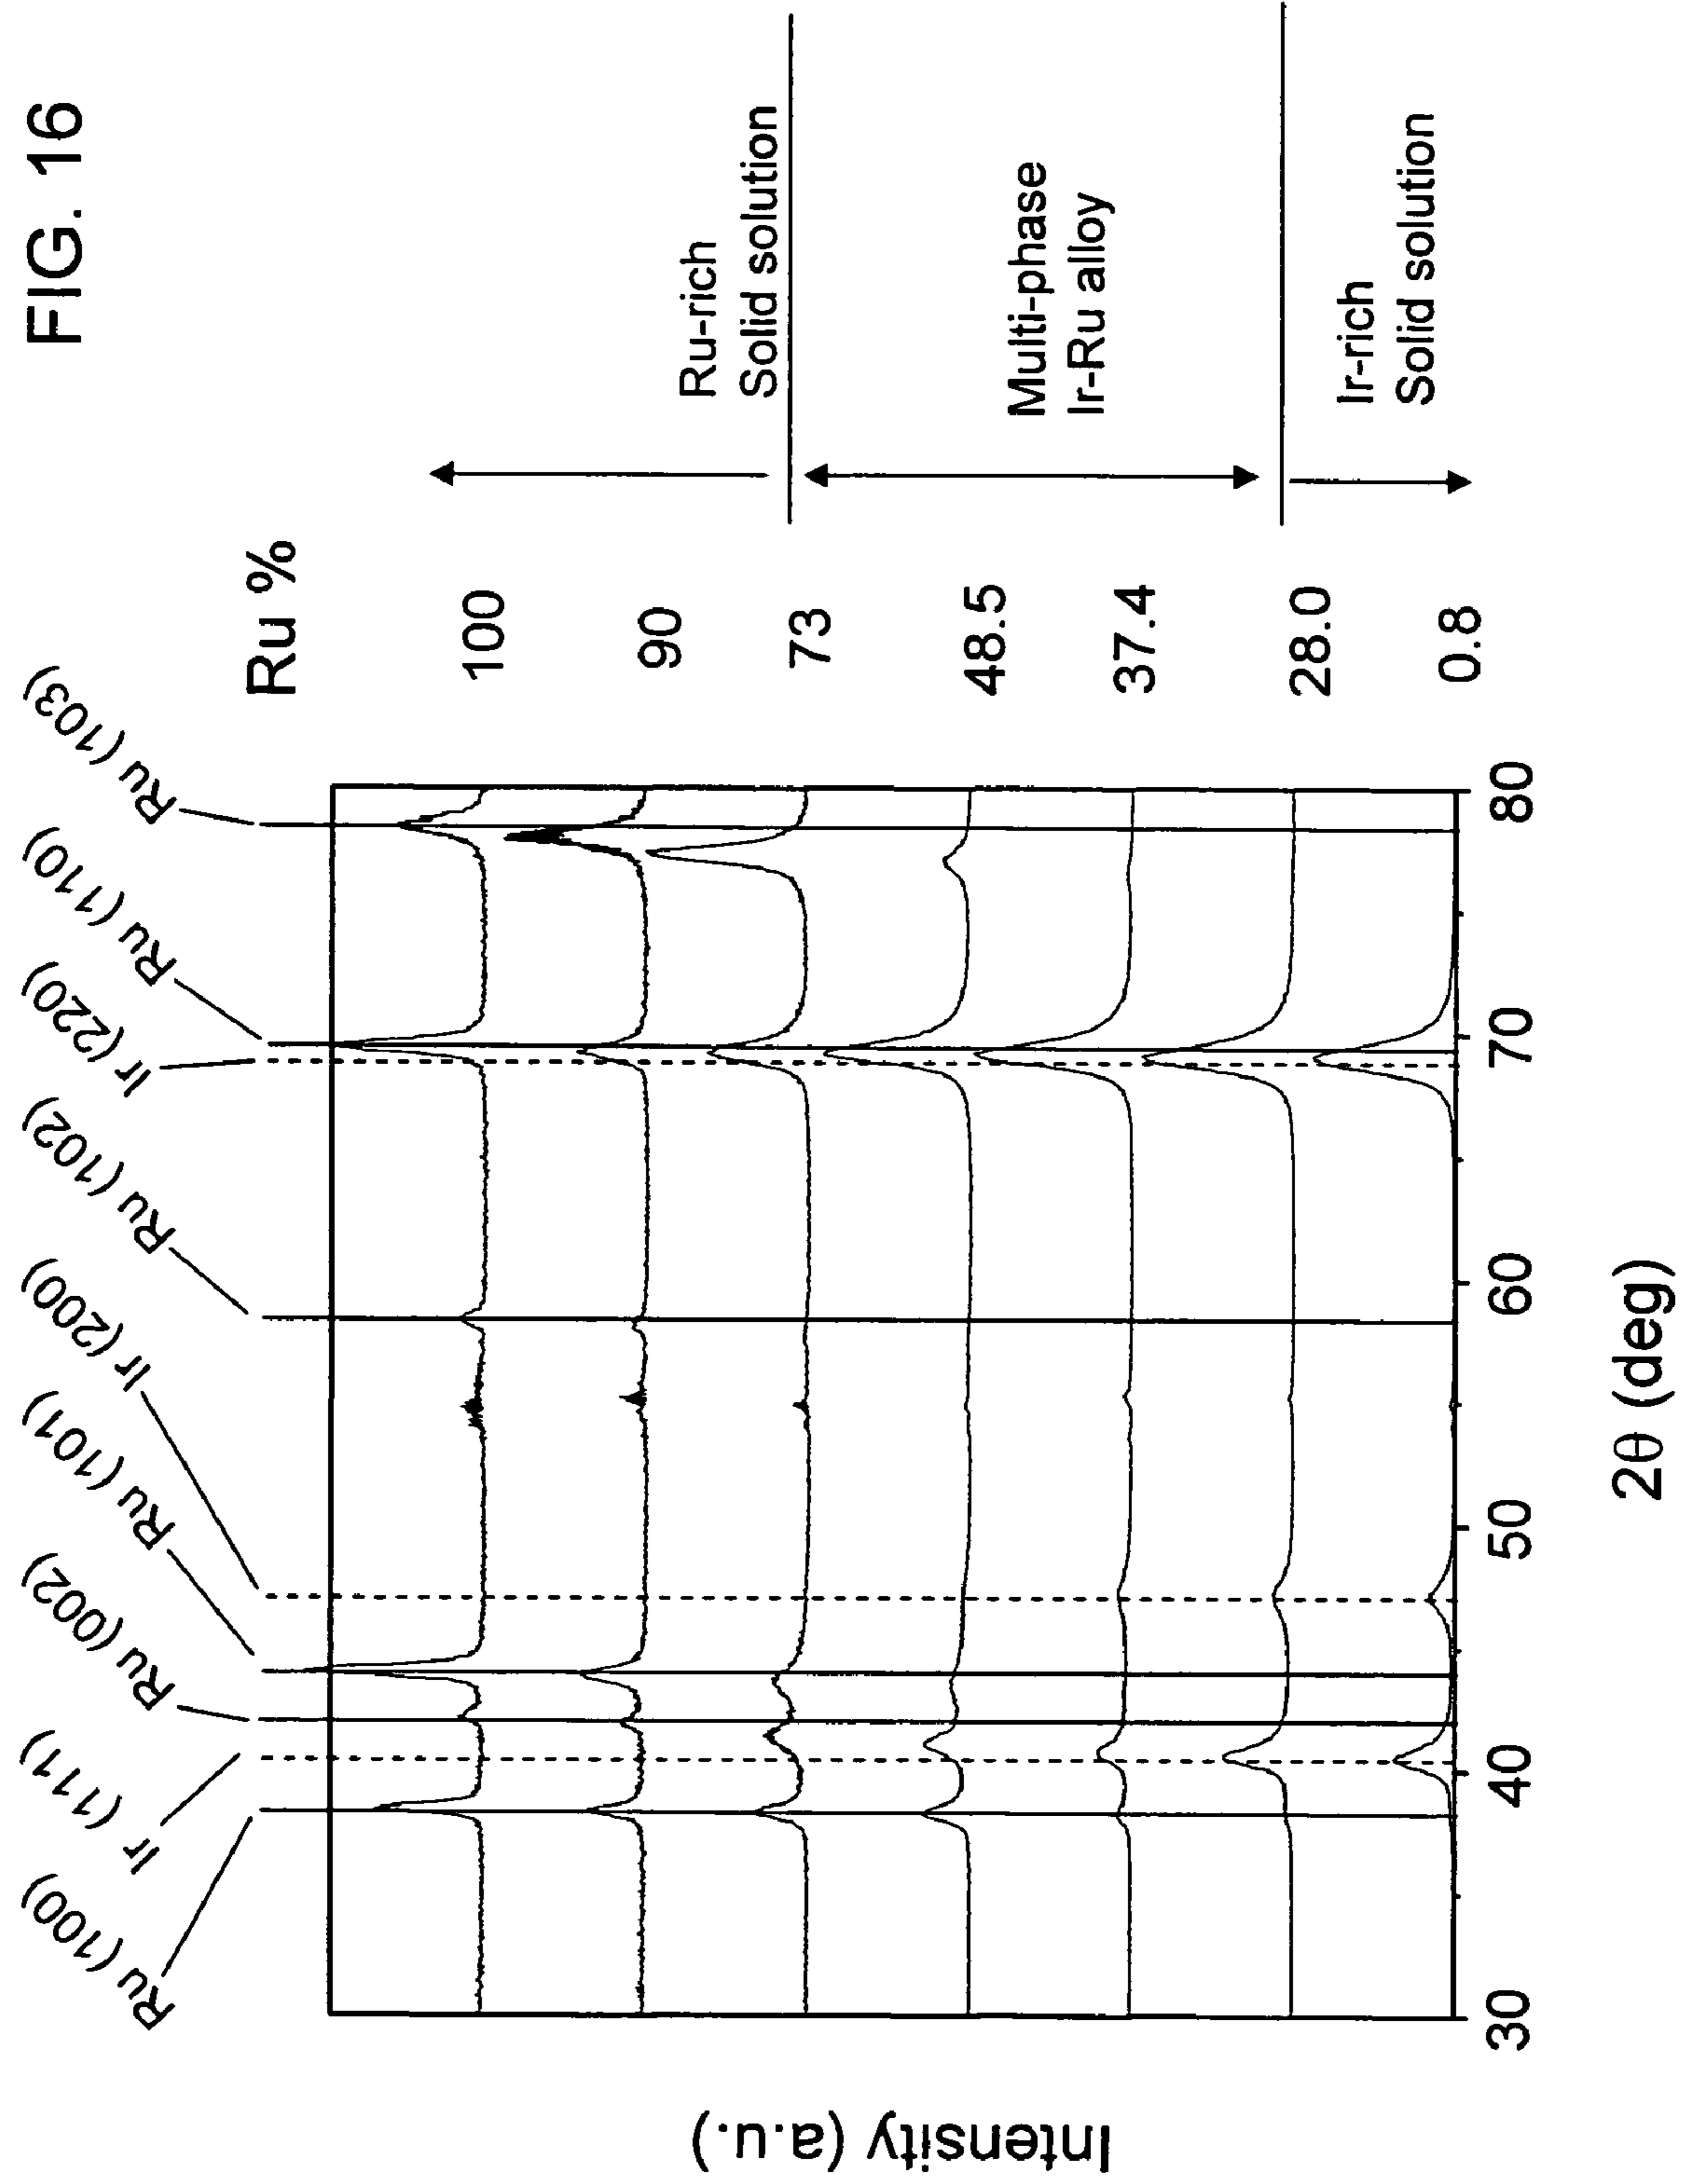 FIG. 16
Ru (100)
Ir (111)
Ru (002)
Ru (101)
Ir (200)
Ru (102)
Ir (220)
Ru (110)
Ru (103)
Ru %
100
90
73
48.5
37.4
28.0
0.8
Ru-rich
Solid solution
Multi-phase
Ir-Ru alloy
Ir-rich
Solid solution
Intensity (a.u.)
30
40
50
60
70
80
2θ (deg)